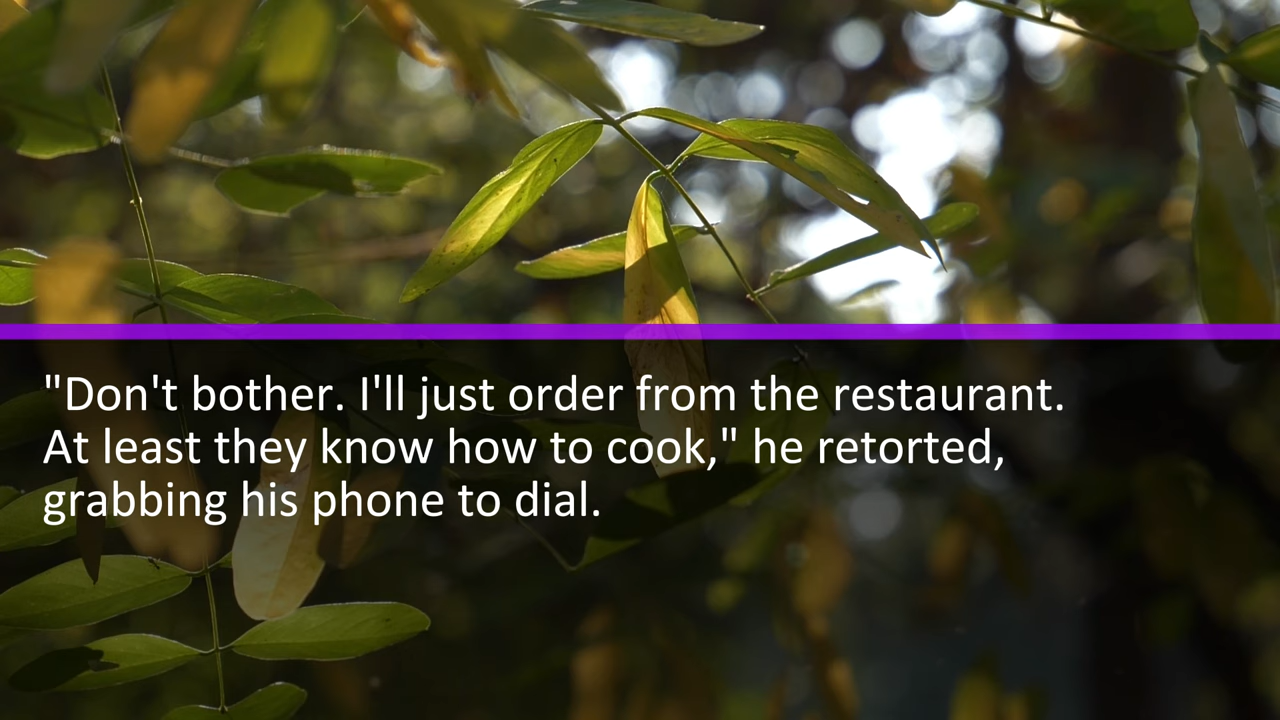 "Don't bother. I'll just order from the restaurant.
At least they know how to cook," he retorted,
grabbing his phone to dial.